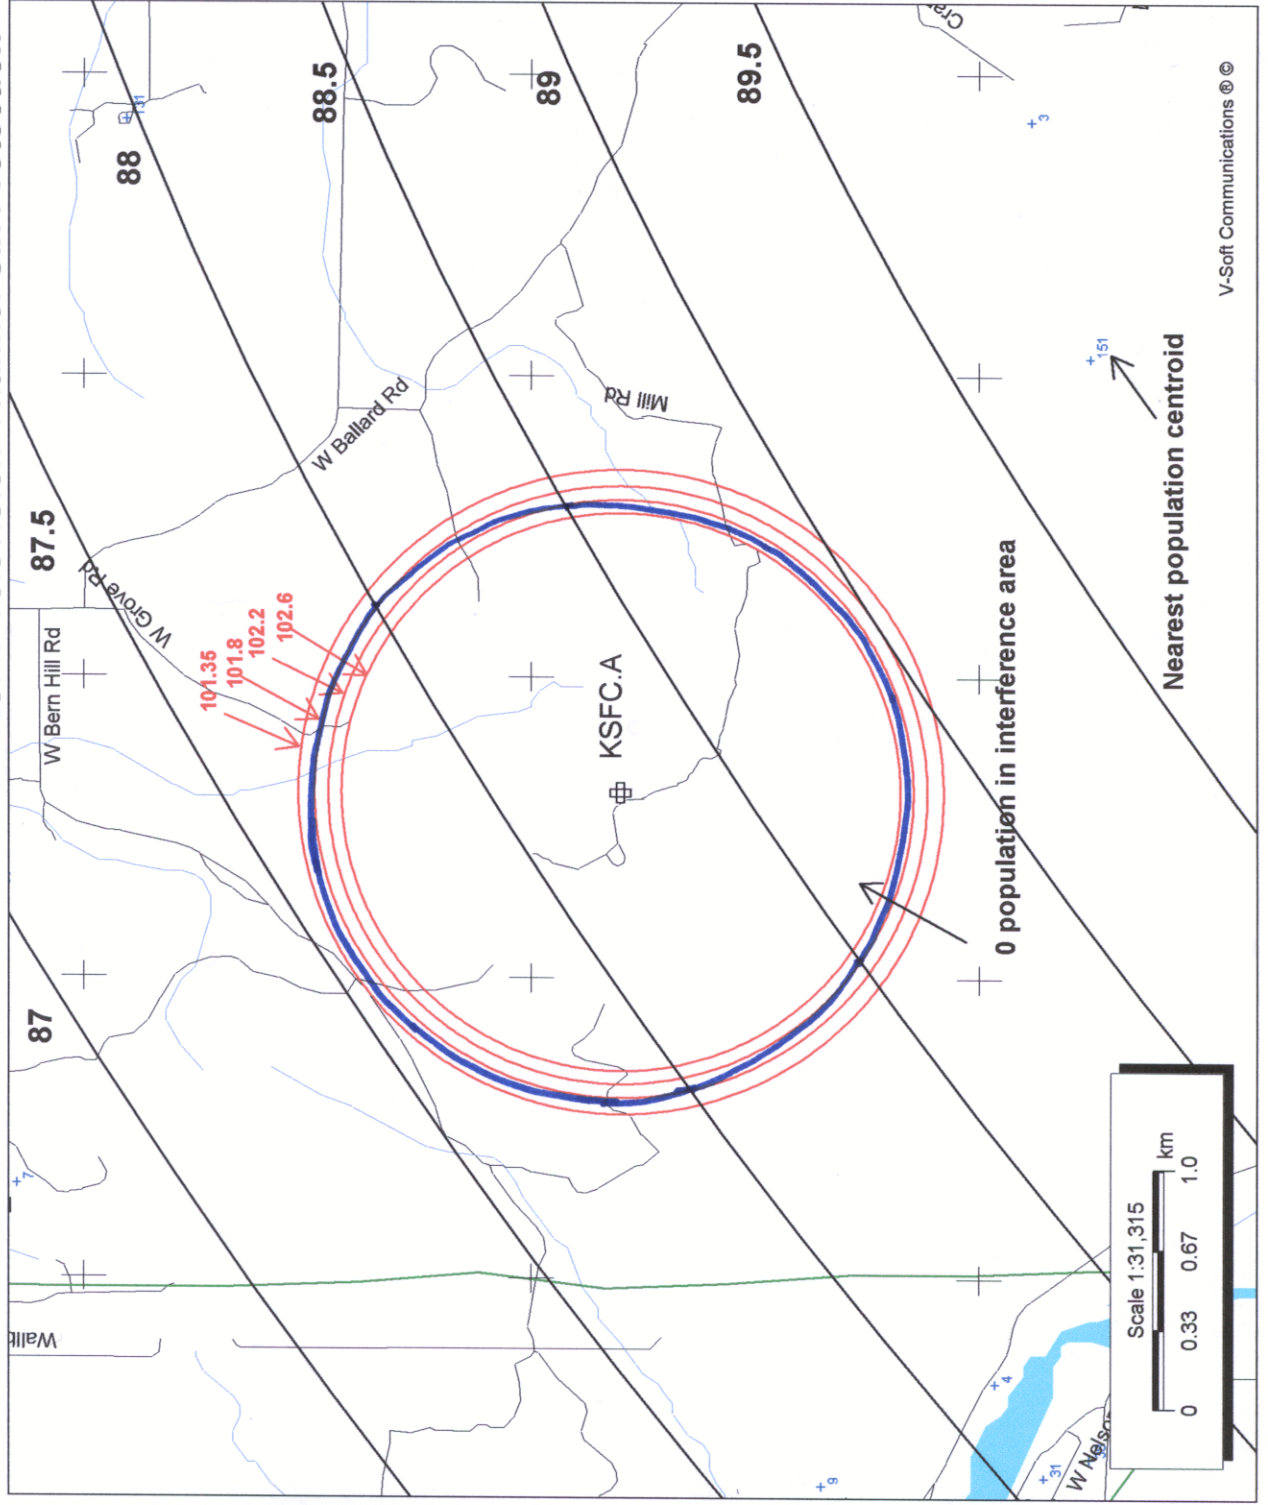 87
87.5
88
88.5
89
89.5
W Bern Hill Rd
W Grove Rd
W Ballard Rd
Mill Rd
101.35
101.8
102.2
102.6
KSFC.A
0 population in interference area
Nearest population centroid
131
3
151
7
9
4
31
W Nelson
Scale 1:31,315
km
0 0.33 0.67 1.0
V-Soft Communications ® ©